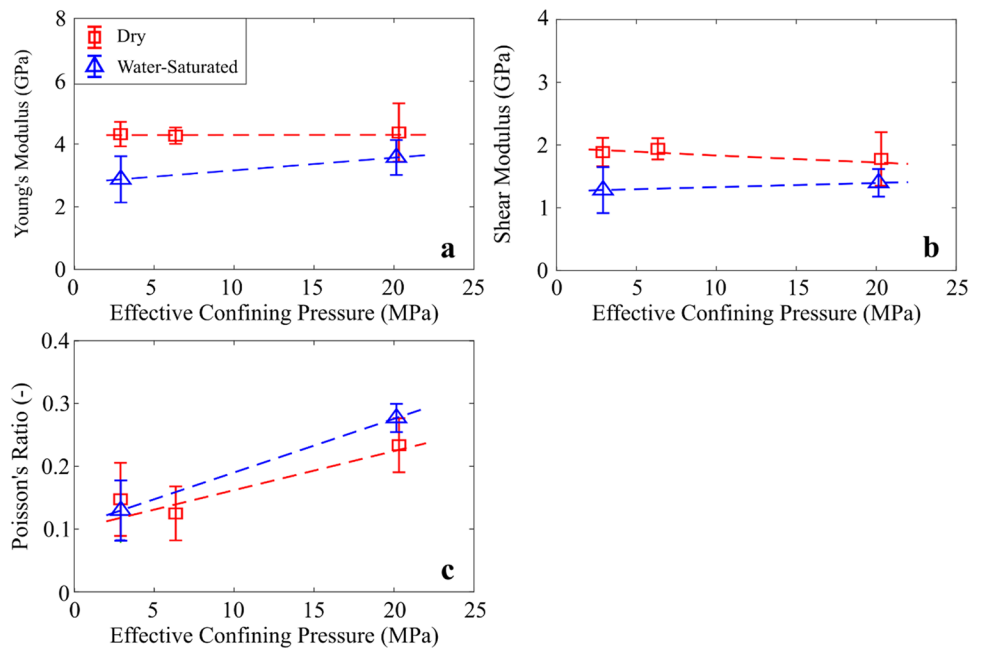 8
6
4
2
0
Young's Modulus (GPa)
Dry
Water-Saturated
a
0 5 10 15 20 25
Effective Confining Pressure (MPa)
4
3
2
1
0
Shear Modulus (GPa)
b
0 5 10 15 20 25
Effective Confining Pressure (MPa)
0.4
0.3
0.2
0.1
0
Poisson's Ratio (-)
c
0 5 10 15 20 25
Effective Confining Pressure (MPa)